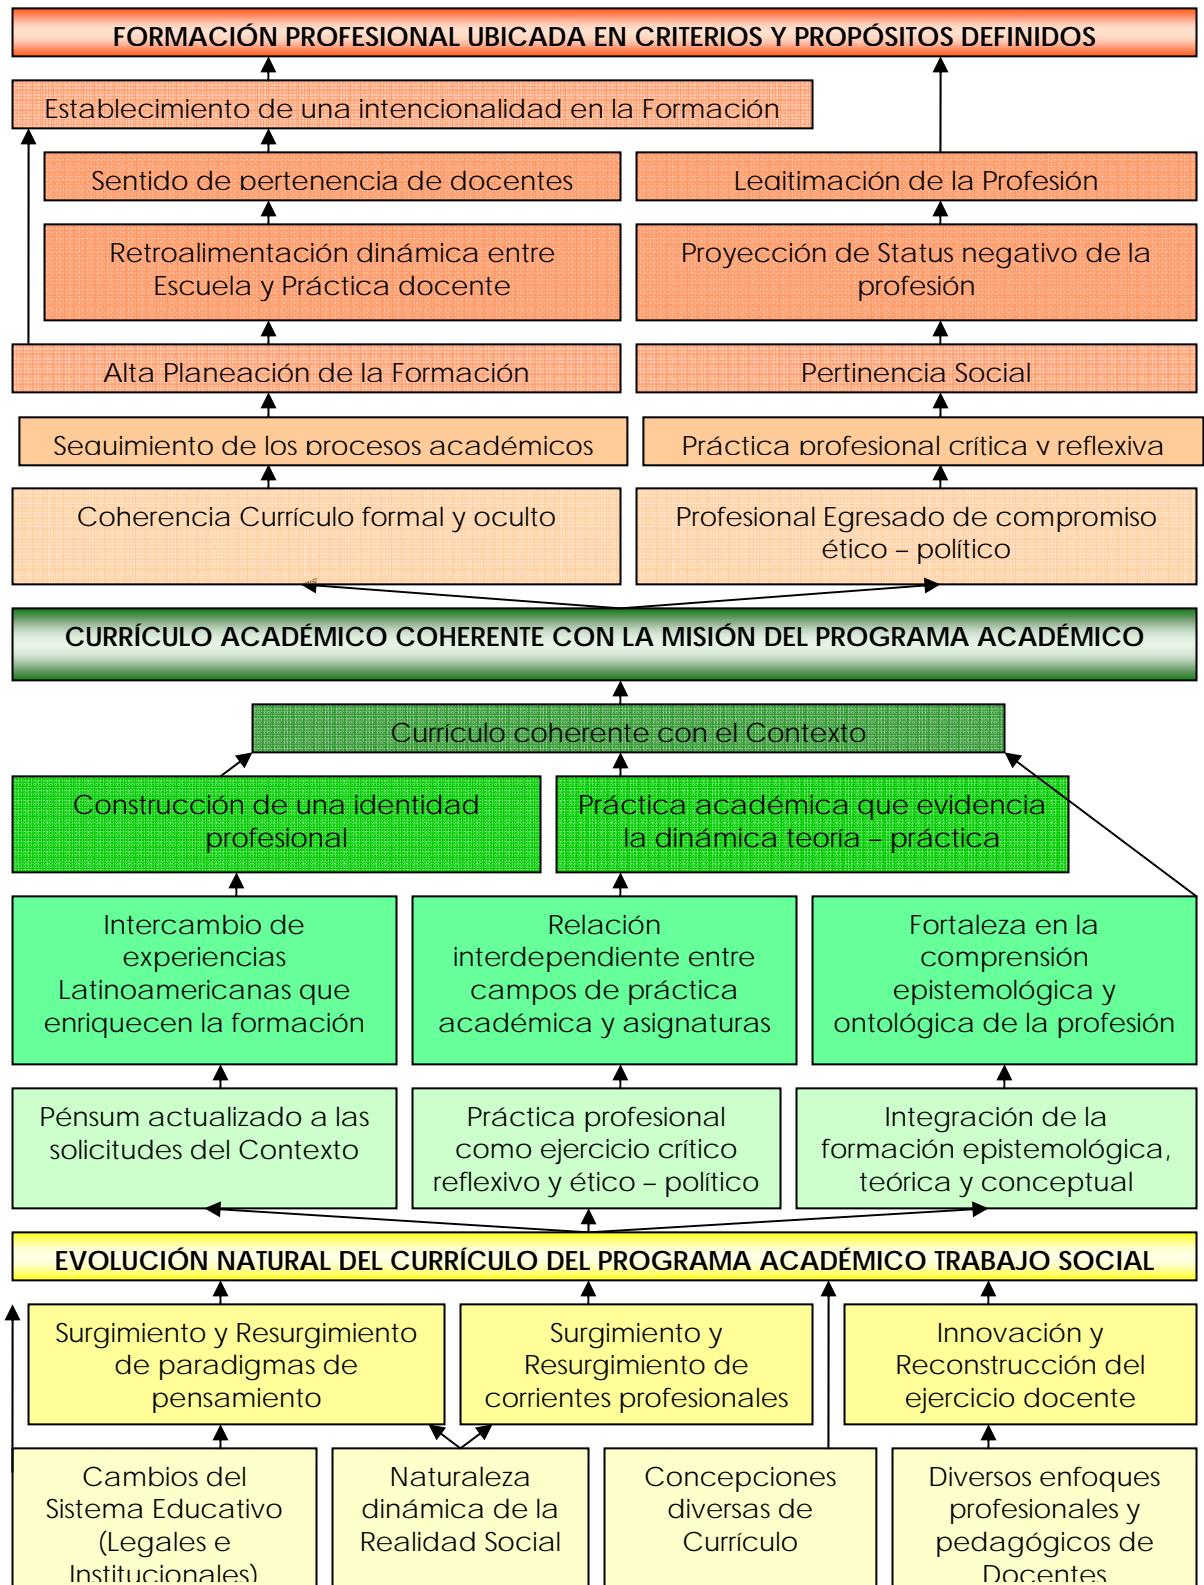 FORMACIÓN PROFESIONAL UBICADA EN CRITERIOS Y PROPÓSITOS DEFINIDOS
Establecimiento de una intencionalidad en la Formación
Sentido de pertenencia de docentes
Legitimación de la Profesión
Retroalimentación dinámica entre
Escuela y Práctica docente
Proyección de Status negativo de la
profesión
Alta Planeación de la Formación
Pertinencia Social
Seguimiento de los procesos académicos
Práctica profesional crítica y reflexiva
Coherencia Currículo formal y oculto
Profesional Egresado de compromiso
ético – político
CURRÍCULO ACADÉMICO COHERENTE CON LA MISIÓN DEL PROGRAMA ACADÉMICO
Currículo coherente con el Contexto
Construcción de una identidad
profesional
Práctica académica que evidencia
la dinámica teoría – práctica
Intercambio de
experiencias
Latinoamericanas que
enriquecen la formación
Relación
interdependiente entre
campos de práctica
académica y asignaturas
Fortaleza en la
comprensión
epistemológica y
ontológica de la profesión
Pénsum actualizado a las
solicitudes del Contexto
Práctica profesional
como ejercicio crítico
reflexivo y ético – político
Integración de la
formación epistemológica,
teórica y conceptual
EVOLUCIÓN NATURAL DEL CURRÍCULO DEL PROGRAMA ACADÉMICO TRABAJO SOCIAL
Surgimiento y Resurgimiento
de paradigmas de
pensamiento
Surgimiento y
Resurgimiento de
corrientes profesionales
Innovación y
Reconstrucción del
ejercicio docente
Cambios del
Sistema Educativo
(Legales e
Institucionales)
Naturaleza
dinámica de la
Realidad Social
Concepciones
diversas de
Currículo
Diversos enfoques
profesionales y
pedagógicos de
Docentes